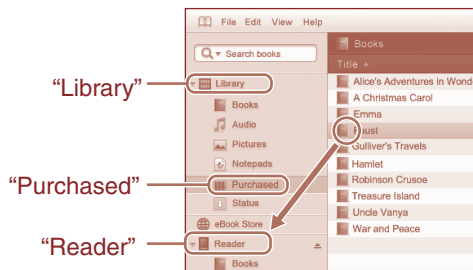 File Edit View Help
Search books
"Library"
Library
Books
Audio
Pictures
Notepads
"Purchased"
Purchased
Status
eBook Store
"Reader"
Reader
Books
Books
Title
Alice's Adventures in Wond
A Christmas Carol
Emma
Faust
Gulliver's Travels
Hamlet
Robinson Crusoe
Treasure Island
Uncle Vanya
War and Peace